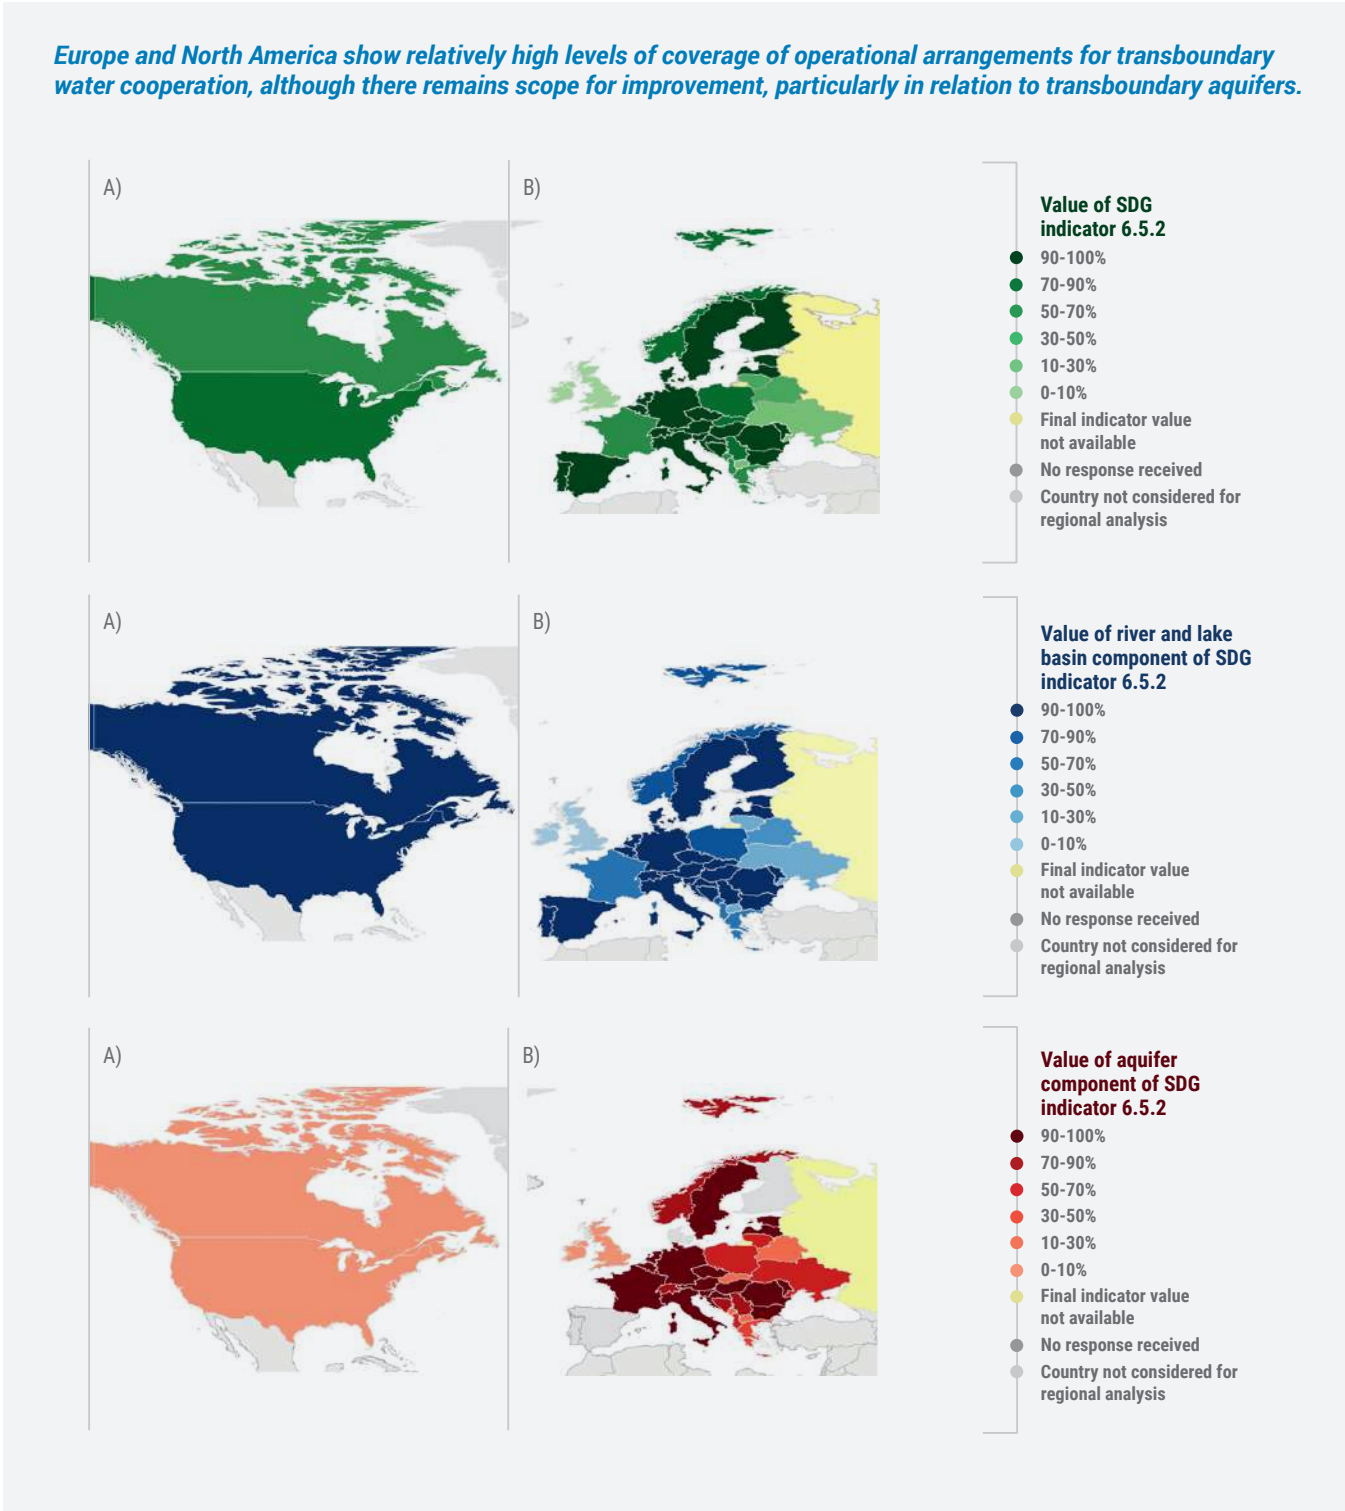 Europe and North America show relatively high levels of coverage of operational arrangements for transboundary
water cooperation, although there remains scope for improvement, particularly in relation to transboundary aquifers.
A)
B)
Value of SDG
indicator 6.5.2
90-100%
70-90%
50-70%
30-50%
10-30%
0-10%
Final indicator value
not available
No response received
Country not considered for
regional analysis
A)
B)
Value of river and lake
basin component of SDG
indicator 6.5.2
90-100%
70-90%
50-70%
30-50%
10-30%
0-10%
Final indicator value
not available
No response received
Country not considered for
regional analysis
A)
B)
Value of aquifer
component of SDG
indicator 6.5.2
90-100%
70-90%
50-70%
30-50%
10-30%
0-10%
Final indicator value
not available
No response received
Country not considered for
regional analysis